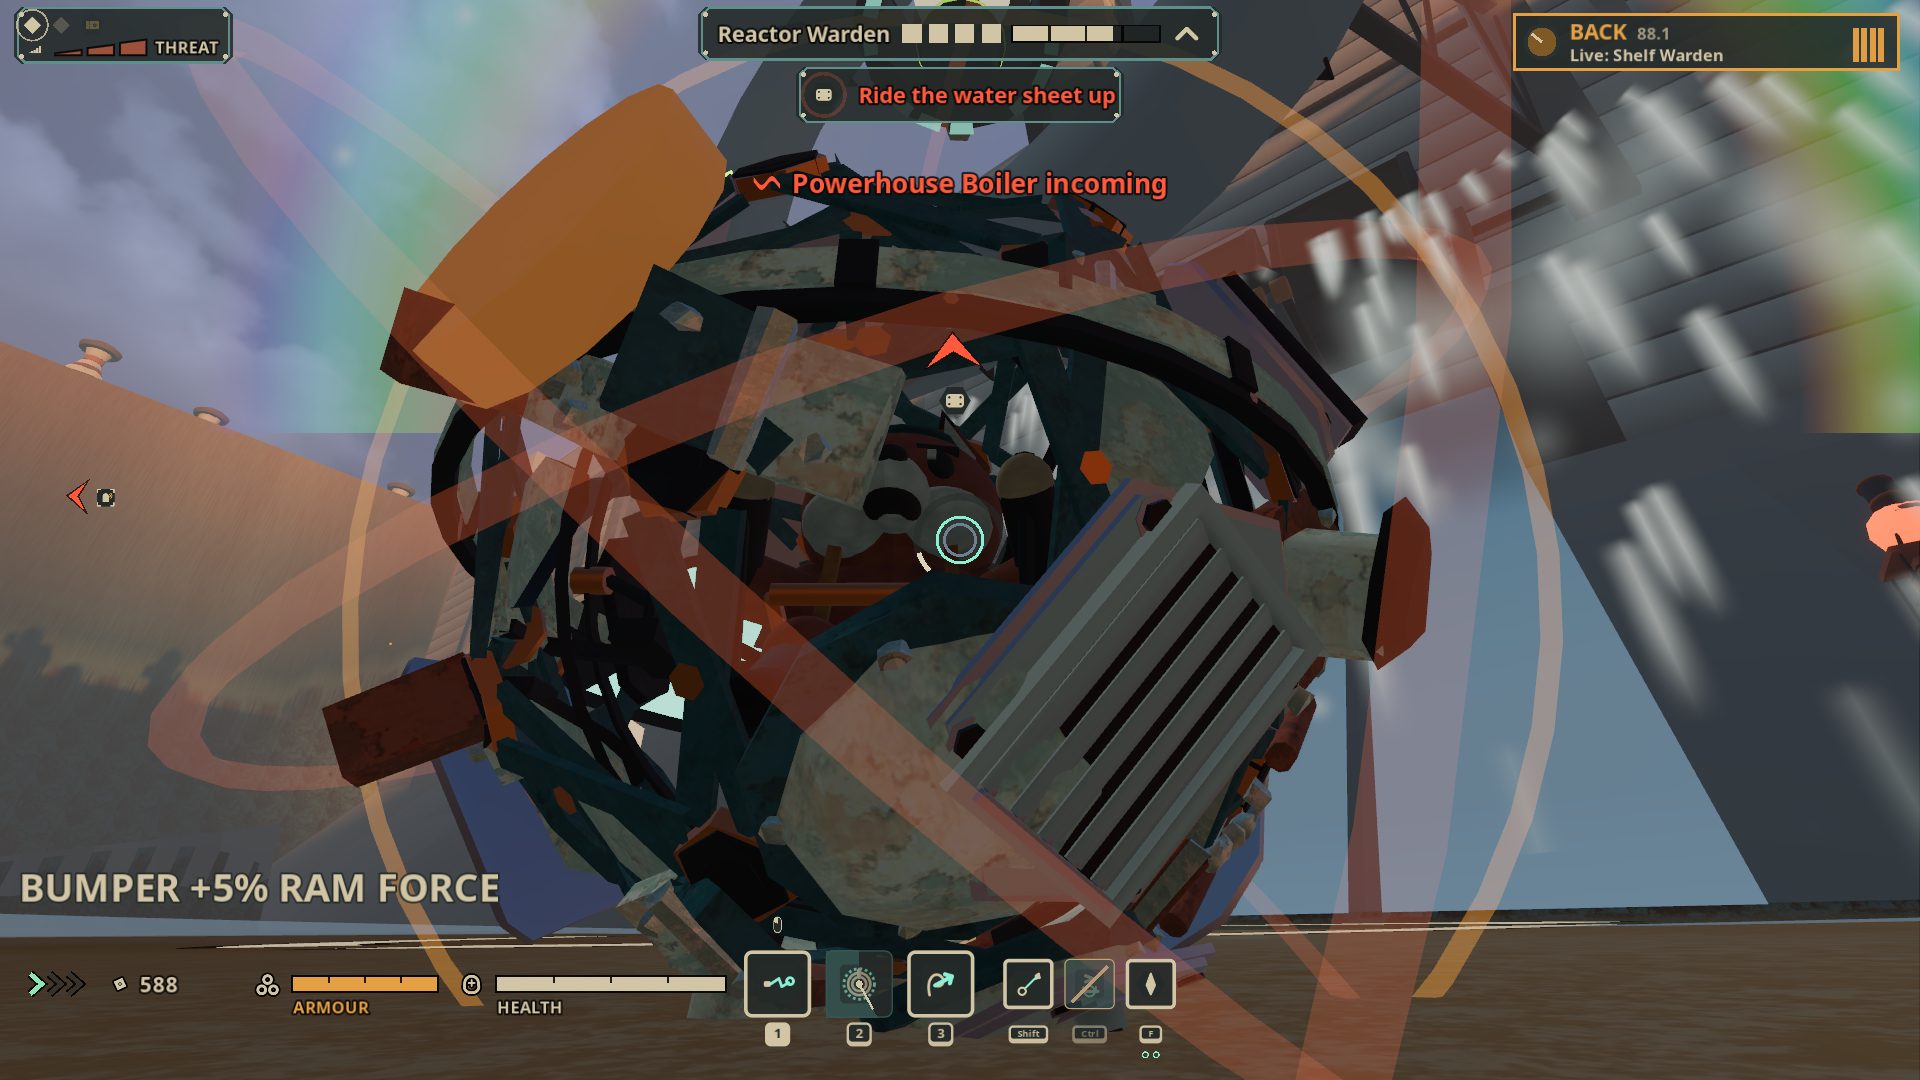 THREAT
Reactor Warden
BACK 88.1
Live: Shelf Warden
Ride the water sheet up
Powerhouse Boiler incoming
BUMPER +5% RAM FORCE
588
ARMOUR
HEALTH
1
2
3
Shift
Ctrl
F